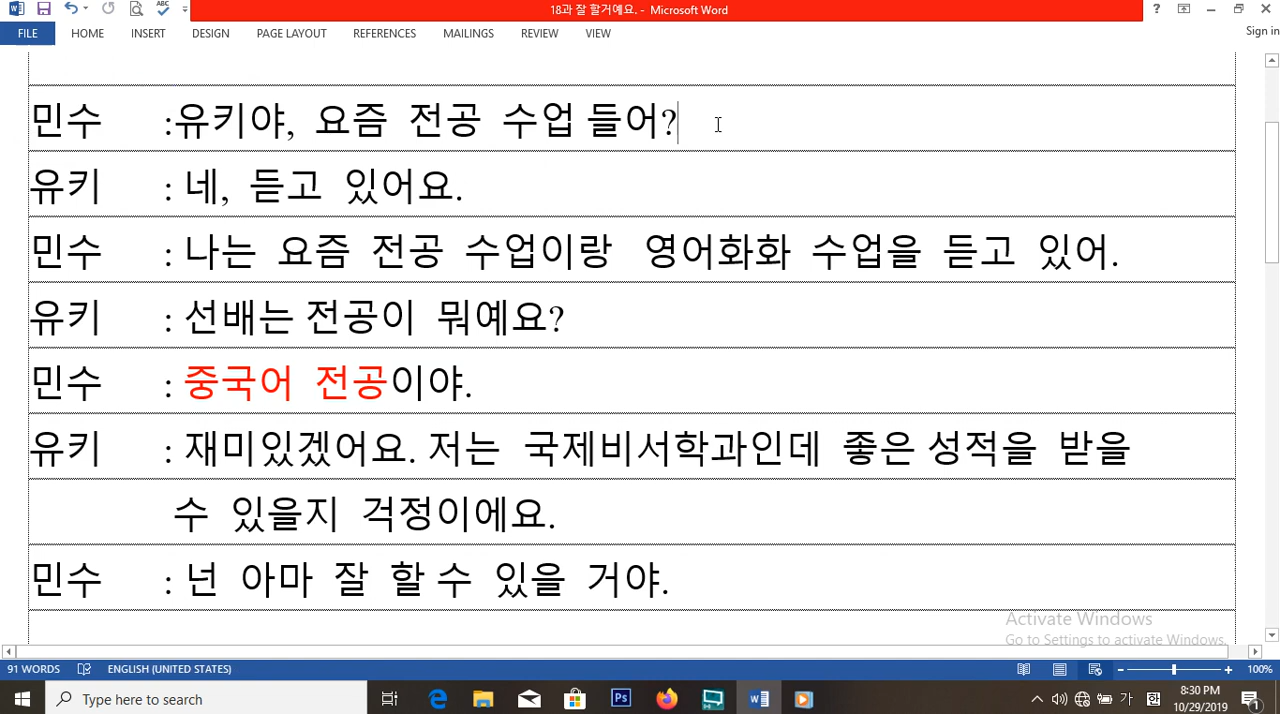 18과 잘 할거예요. - Microsoft Word
Sign in
FILE HOME INSERT DESIGN PAGE LAYOUT REFERENCES MAILINGS REVIEW VIEW
민수 :유키야, 요즘 전공 수업 들어?
유키 : 네, 듣고 있어요.
민수 : 나는 요즘 전공 수업이랑 영어화화 수업을 듣고 있어.
유키 : 선배는 전공이 뭐예요?
민수 : 중국어 전공이야.
유키 : 재미있겠어요. 저는 국제비서학과인데 좋은 성적을 받을
수 있을지 걱정이에요.
민수 : 넌 아마 잘 할 수 있을 거야.
Activate Windows
Go to Settings to activate Windows.
91 WORDS ENGLISH (UNITED STATES) 100%
Type here to search
가 한 8:30 PM
10/29/2019